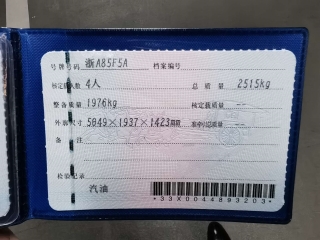 号牌号码 浙A85F5A 档案编号
核定载人数 4人 总质量 2515kg
整备质量 1976kg 核定载质量 --
外廓尺寸 5049×1937×1423mm 准牵引总质量 --
备注
检验记录
汽油
*33X0044893203*